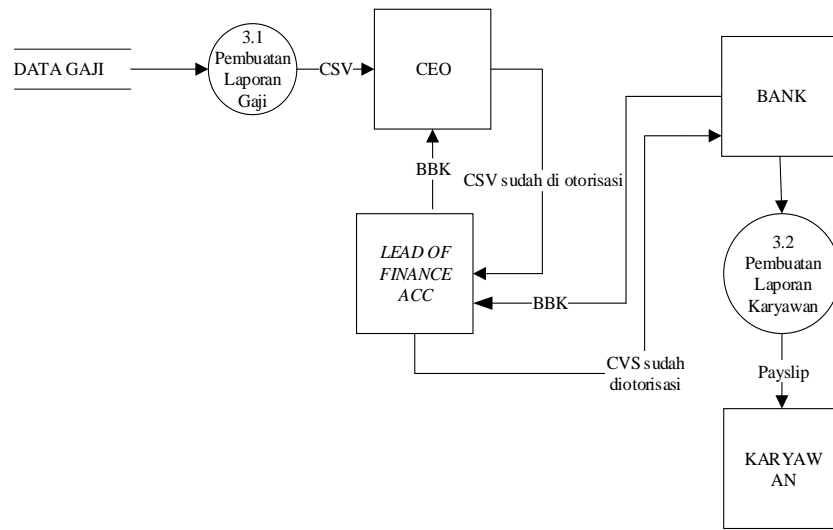 3.1
Pembuatan
Laporan
Gaji
DATA GAJI
CSV
CEO
BANK
BBK
CSV sudah di otorisasi
LEAD OF
FINANCE
ACC
3.2
Pembuatan
Laporan
Karyawan
BBK
CVS sudah
diotorisasi
Payslip
KARYAW
AN